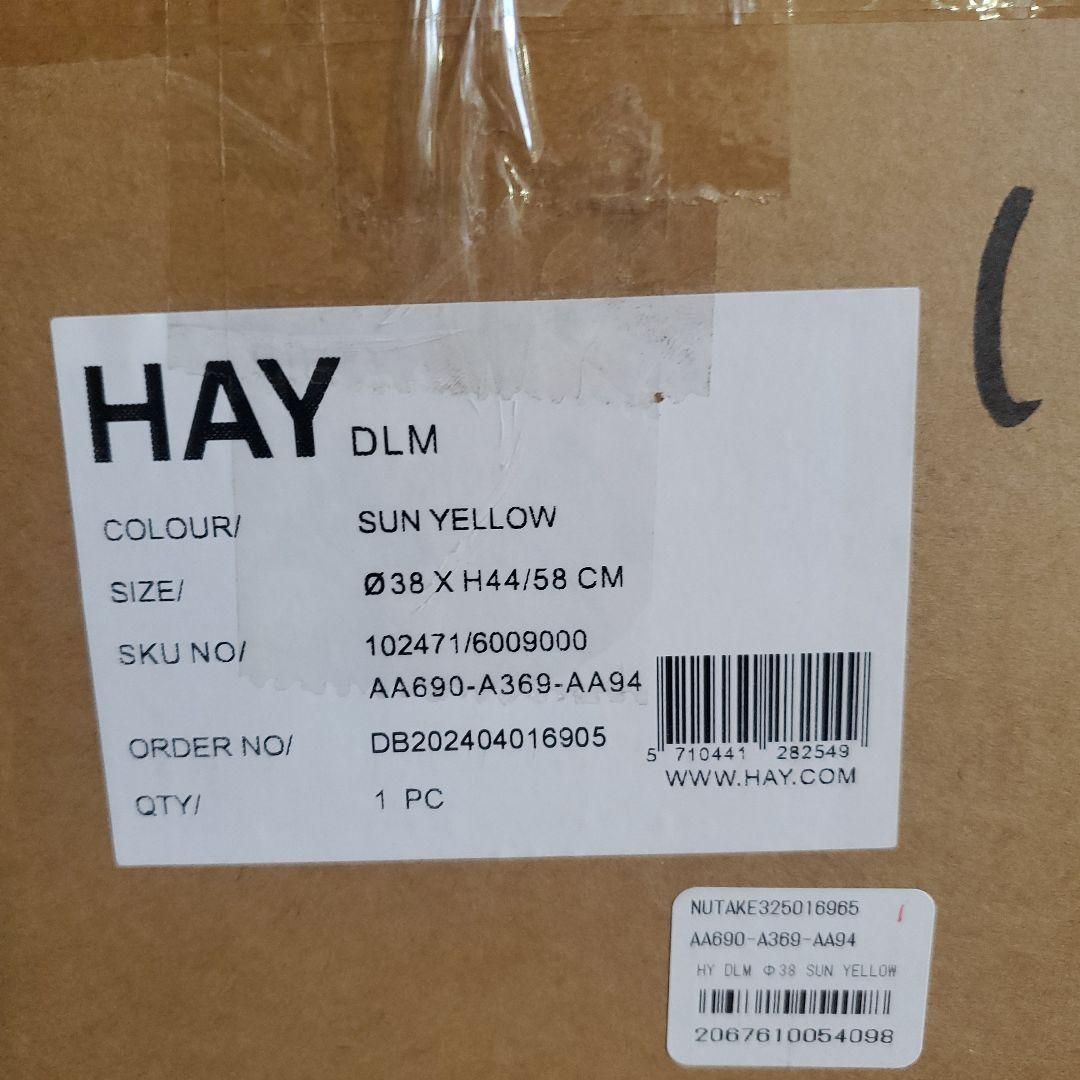 HAY DLM
COLOUR/ SUN YELLOW
SIZE/ Ø38 X H44/58 CM
SKU NO/ 102471/6009000
AA690-A369-AA94
ORDER NO/ DB202404016905
QTY/ 1 PC
5 710441 282549
WWW.HAY.COM
NUTAKE325016965
AA690-A369-AA94
HY DLM Φ38 SUN YELLOW
2067610054098